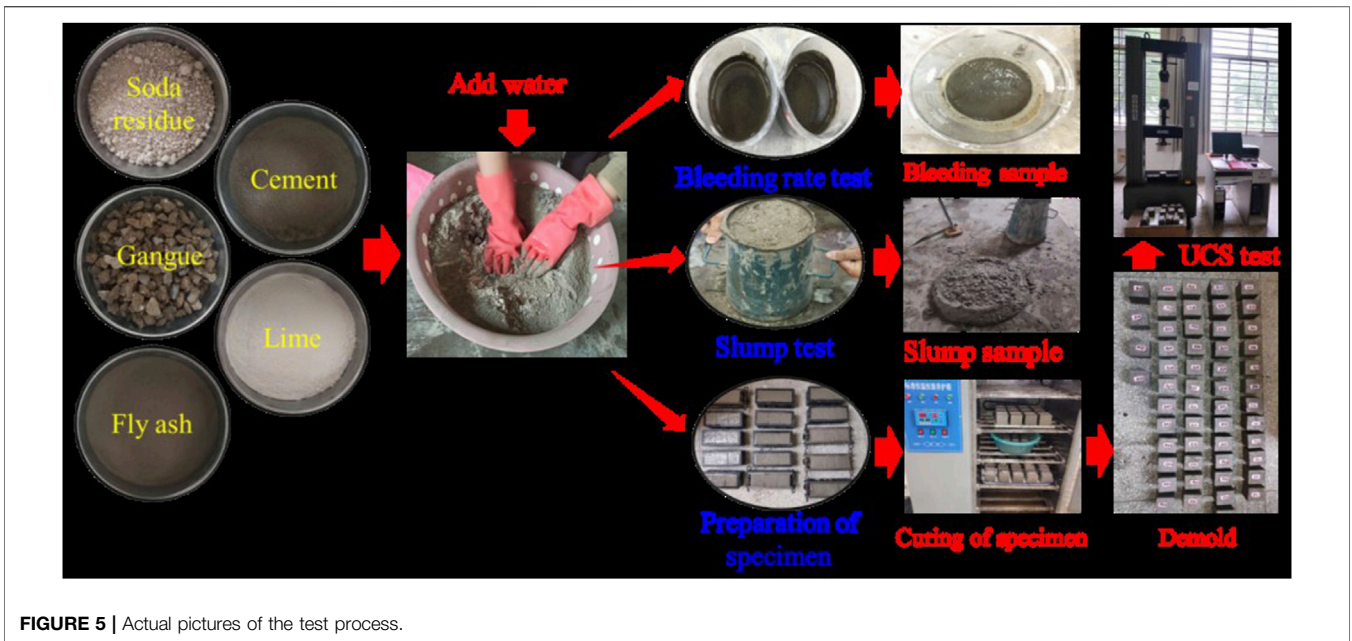 Soda
residue
Cement
Gangue
Lime
Fly ash
Add water
Bleeding rate test
Bleeding sample
Slump test
Slump sample
UCS test
Preparation of
specimen
Curing of specimen
Demold
FIGURE 5 | Actual pictures of the test process.